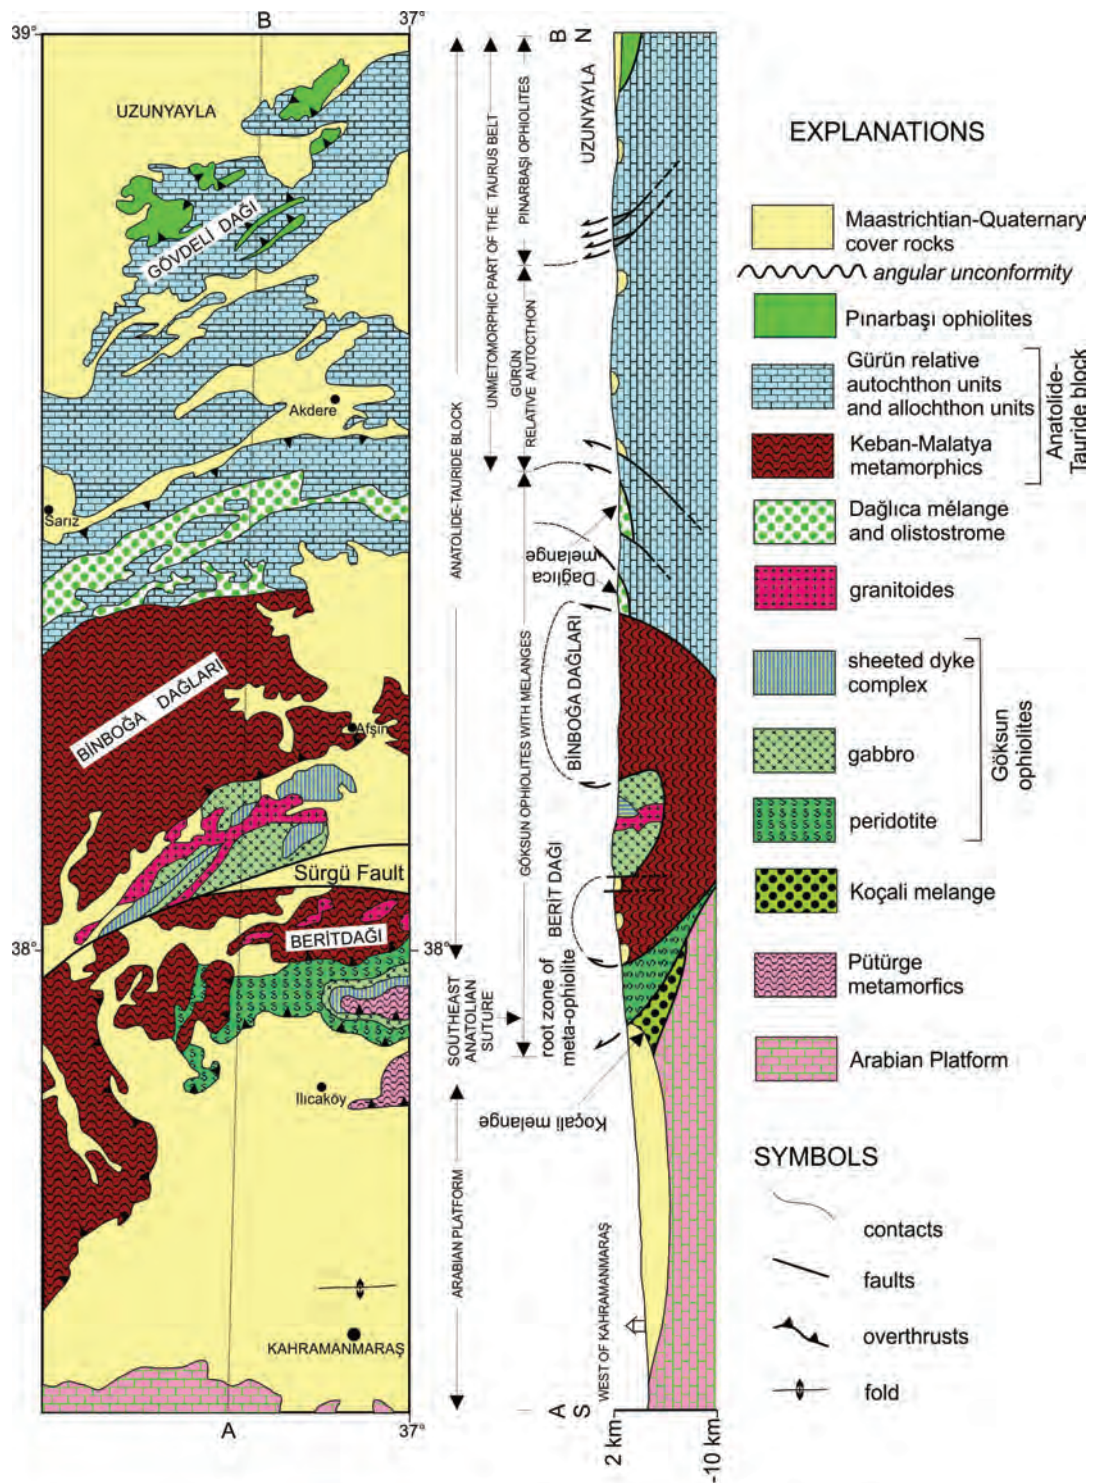 39°
B
37°
UZUNYAYLA
GÖVDELİ DAĞI
Akdere
Sarız
BİNBOĞA DAĞLARI
Afşin
Sürgü Fault
BERİTDAĞI
38°
38°
Ilıcaköy
KAHRAMANMARAŞ
A
37°
ANATOLIDE-TAURIDE BLOCK
SOUTHEAST
ANATOLIAN
SUTURE
ARABIAN PLATFORM
UNMETOMORPHIC PART OF THE TAURUS BELT
PINARBAŞI OPHIOLITES
GÜRÜN
RELATIVE AUTOCTHON
GÖKSUN OPHIOLITES WITH MELANGES
B
N
UZUNYAYLA
Dağlıca
melange
BİNBOĞA DAĞLARI
BERİT DAĞI
root zone of
meta-ophiolite
Koçali melange
WEST OF KAHRAMANMARAŞ
A
S
2 km
-10 km
EXPLANATIONS
Maastrichtian-Quaternary
cover rocks
angular unconformity
Pınarbaşı ophiolites
Gürün relative
autochthon units
and allochthon units
Keban-Malatya
metamorphics
Anatolide-
Tauride block
Dağlıca mélange
and olistostrome
granitoides
sheeted dyke
complex
gabbro
peridotite
Göksun
ophiolites
Koçali melange
Pütürge
metamorfics
Arabian Platform
SYMBOLS
contacts
faults
overthrusts
fold